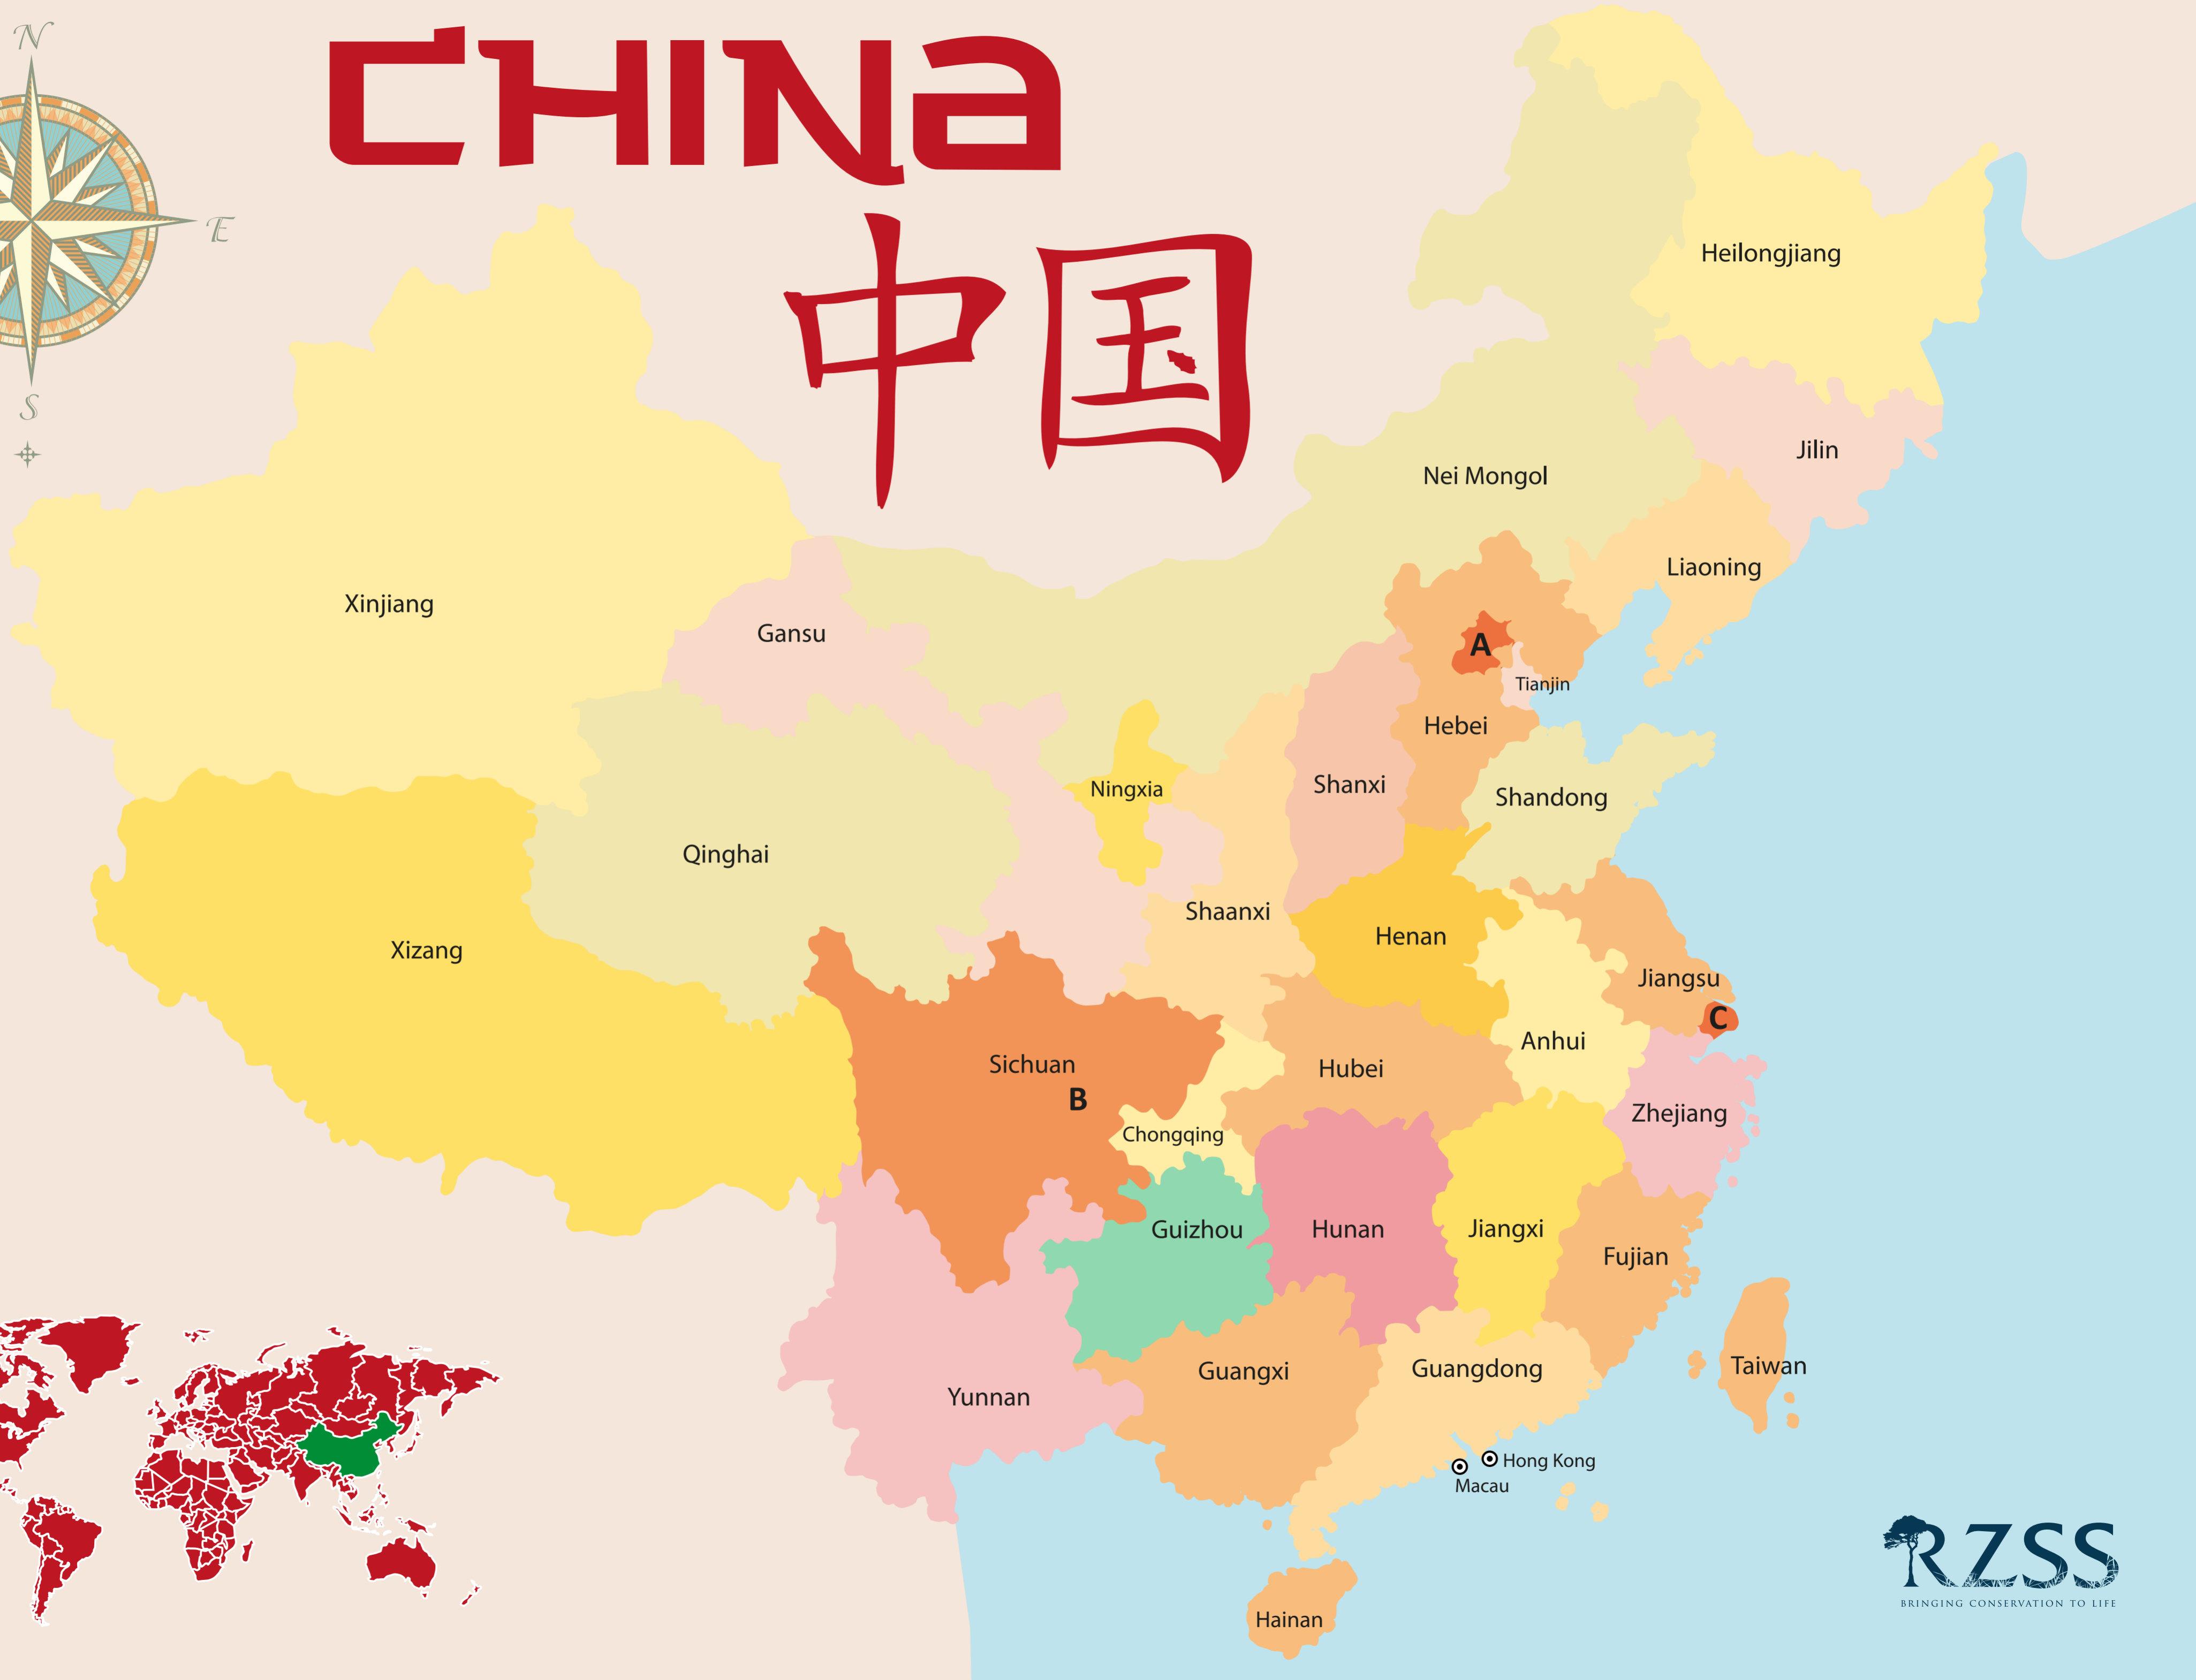 CHINA
中国
N
E
S
Heilongjiang
Jilin
Nei Mongol
Liaoning
Xinjiang
Gansu
A
Tianjin
Hebei
Ningxia
Shanxi
Shandong
Qinghai
Shaanxi
Henan
Xizang
Jiangsu
C
Anhui
Sichuan
B
Hubei
Zhejiang
Chongqing
Guizhou
Hunan
Jiangxi
Fujian
Taiwan
Guangxi
Guangdong
Yunnan
Hong Kong
Macau
Hainan
RZSS
BRINGING CONSERVATION TO LIFE